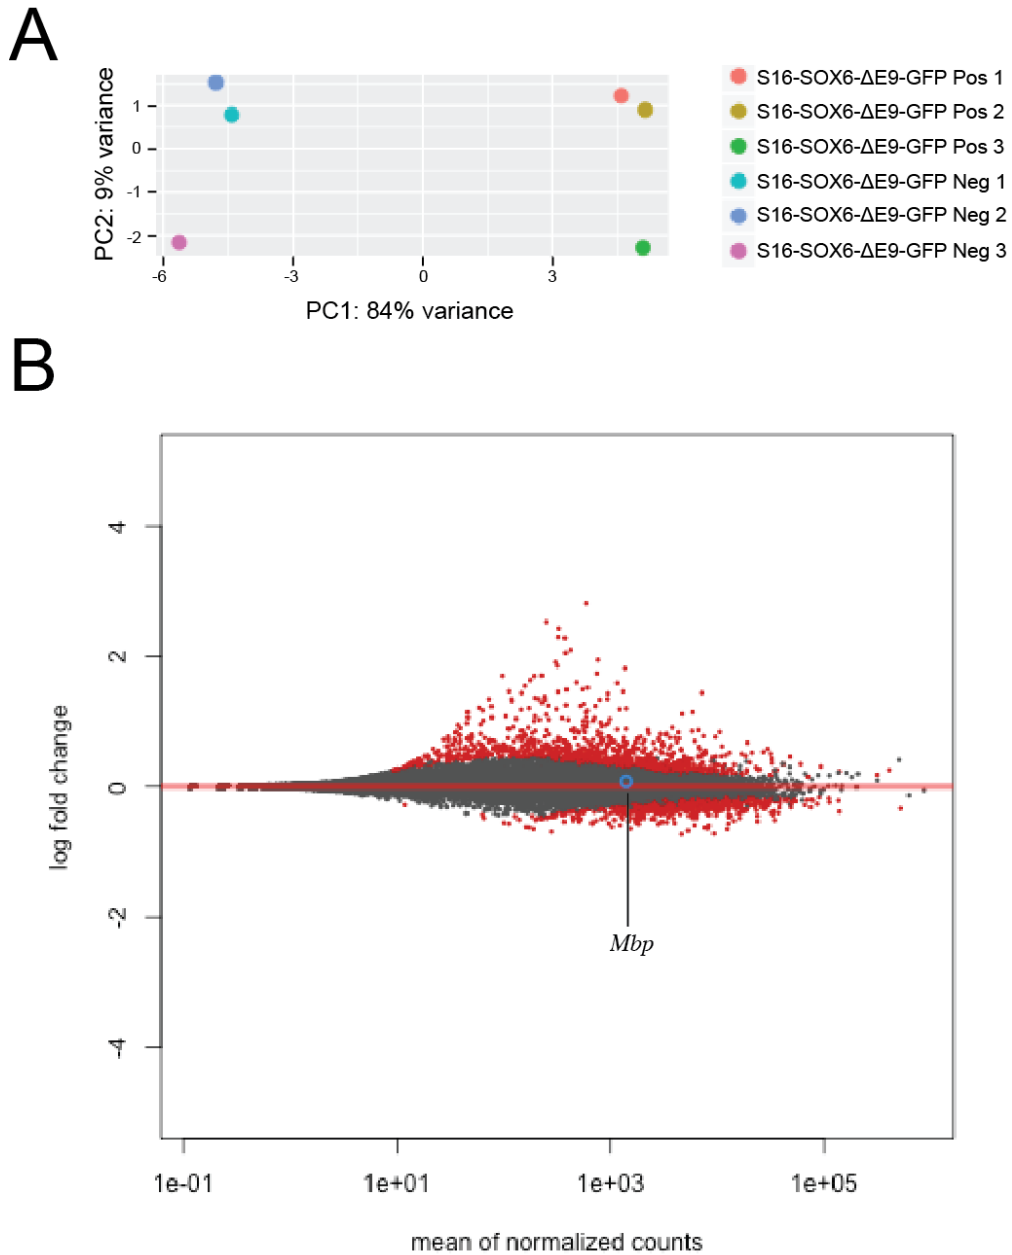 A
PC2: 9% variance
1
0
-1
-2
-6
-3
0
3
PC1: 84% variance
S16-SOX6-ΔE9-GFP Pos 1
S16-SOX6-ΔE9-GFP Pos 2
S16-SOX6-ΔE9-GFP Pos 3
S16-SOX6-ΔE9-GFP Neg 1
S16-SOX6-ΔE9-GFP Neg 2
S16-SOX6-ΔE9-GFP Neg 3
B
log fold change
4
2
0
-2
-4
Mbp
1e-01
1e+01
1e+03
1e+05
mean of normalized counts